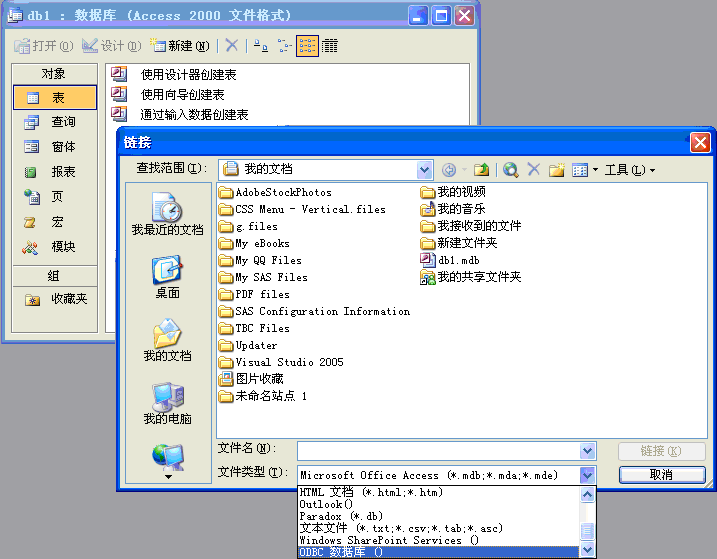 db1 : 数据库 (Access 2000 文件格式)
打开(O) 设计(D) 新建(N)
对象
表
查询
窗体
报表
页
宏
模块
组
收藏夹
使用设计器创建表
使用向导创建表
通过输入数据创建表
链接
查找范围(I): 我的文档 工具(L)
我最近的文档
桌面
我的文档
我的电脑
AdobeStockPhotos
CSS Menu - Vertical.files
g.files
My eBooks
My QQ Files
My SAS Files
PDF files
SAS Configuration Information
TBC Files
Updater
Visual Studio 2005
图片收藏
未命名站点 1
我的视频
我的音乐
我接收到的文件
新建文件夹
db1.mdb
我的共享文件夹
文件名(N): 链接(K)
文件类型(T): Microsoft Office Access (*.mdb;*.mda;*.mde) 取消
HTML 文档 (*.html;*.htm)
Outlook()
Paradox (*.db)
文本文件 (*.txt;*.csv;*.tab;*.asc)
Windows SharePoint Services ()
ODBC 数据库 ()